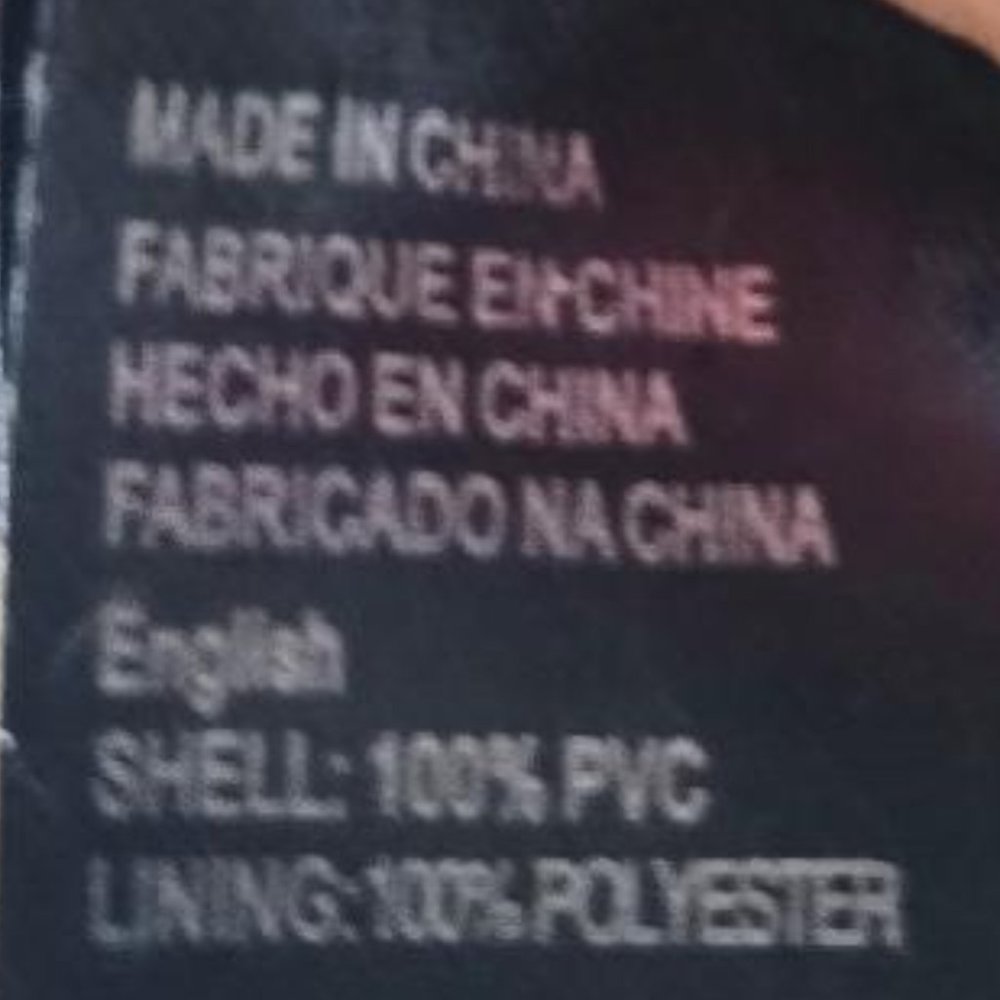 MADE IN CHINA
FABRIQUE EN CHINE
HECHO EN CHINA
FABRICADO NA CHINA
English
SHELL: 100% PVC
LINING: 100% POLYESTER